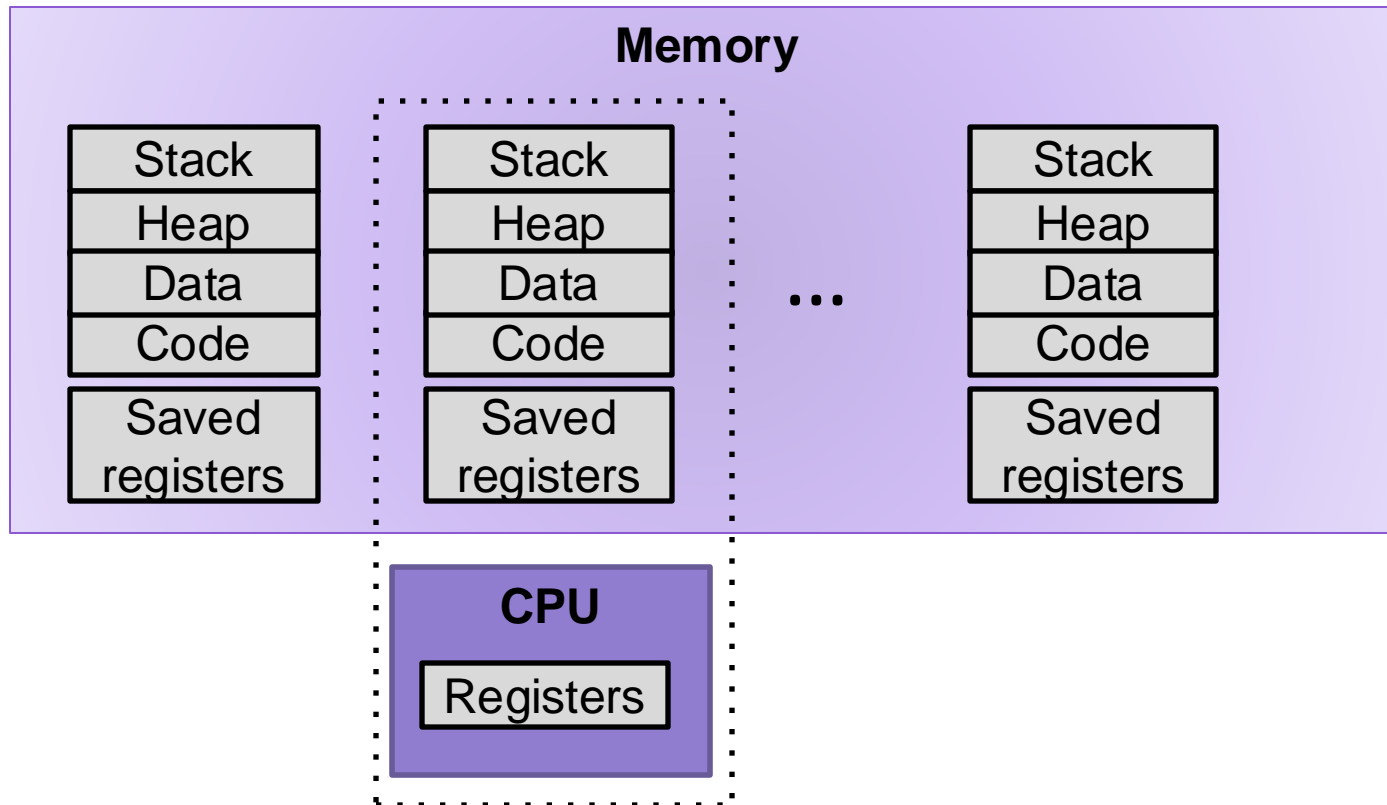 Memory
Stack
Heap
Data
Code
Saved
registers
Stack
Heap
Data
Code
Saved
registers
...
Stack
Heap
Data
Code
Saved
registers
CPU
Registers